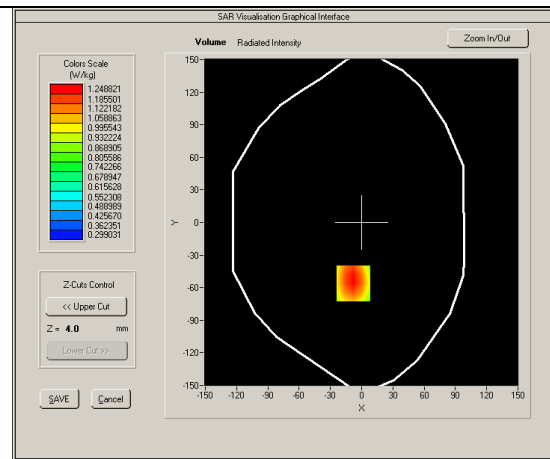 SAR Visualisation Graphical Interface
Volume Radiated Intensity
Zoom In/Out
Colors Scale
(W/kg)
1.248821
1.185501
1.122182
1.058863
0.995543
0.932224
0.868905
0.805586
0.742266
0.678947
0.615628
0.552308
0.488989
0.425670
0.362351
0.299031
Z-Cuts Control
<< Upper Cut
Z = 4.0 mm
Lower Cut >>
SAVE Cancel
150-
120-
90-
60-
30-
Y 0-
-30-
-60-
-90-
-120-
-150-
-150 -120 -90 -60 -30 0 30 60 90 120 150
X